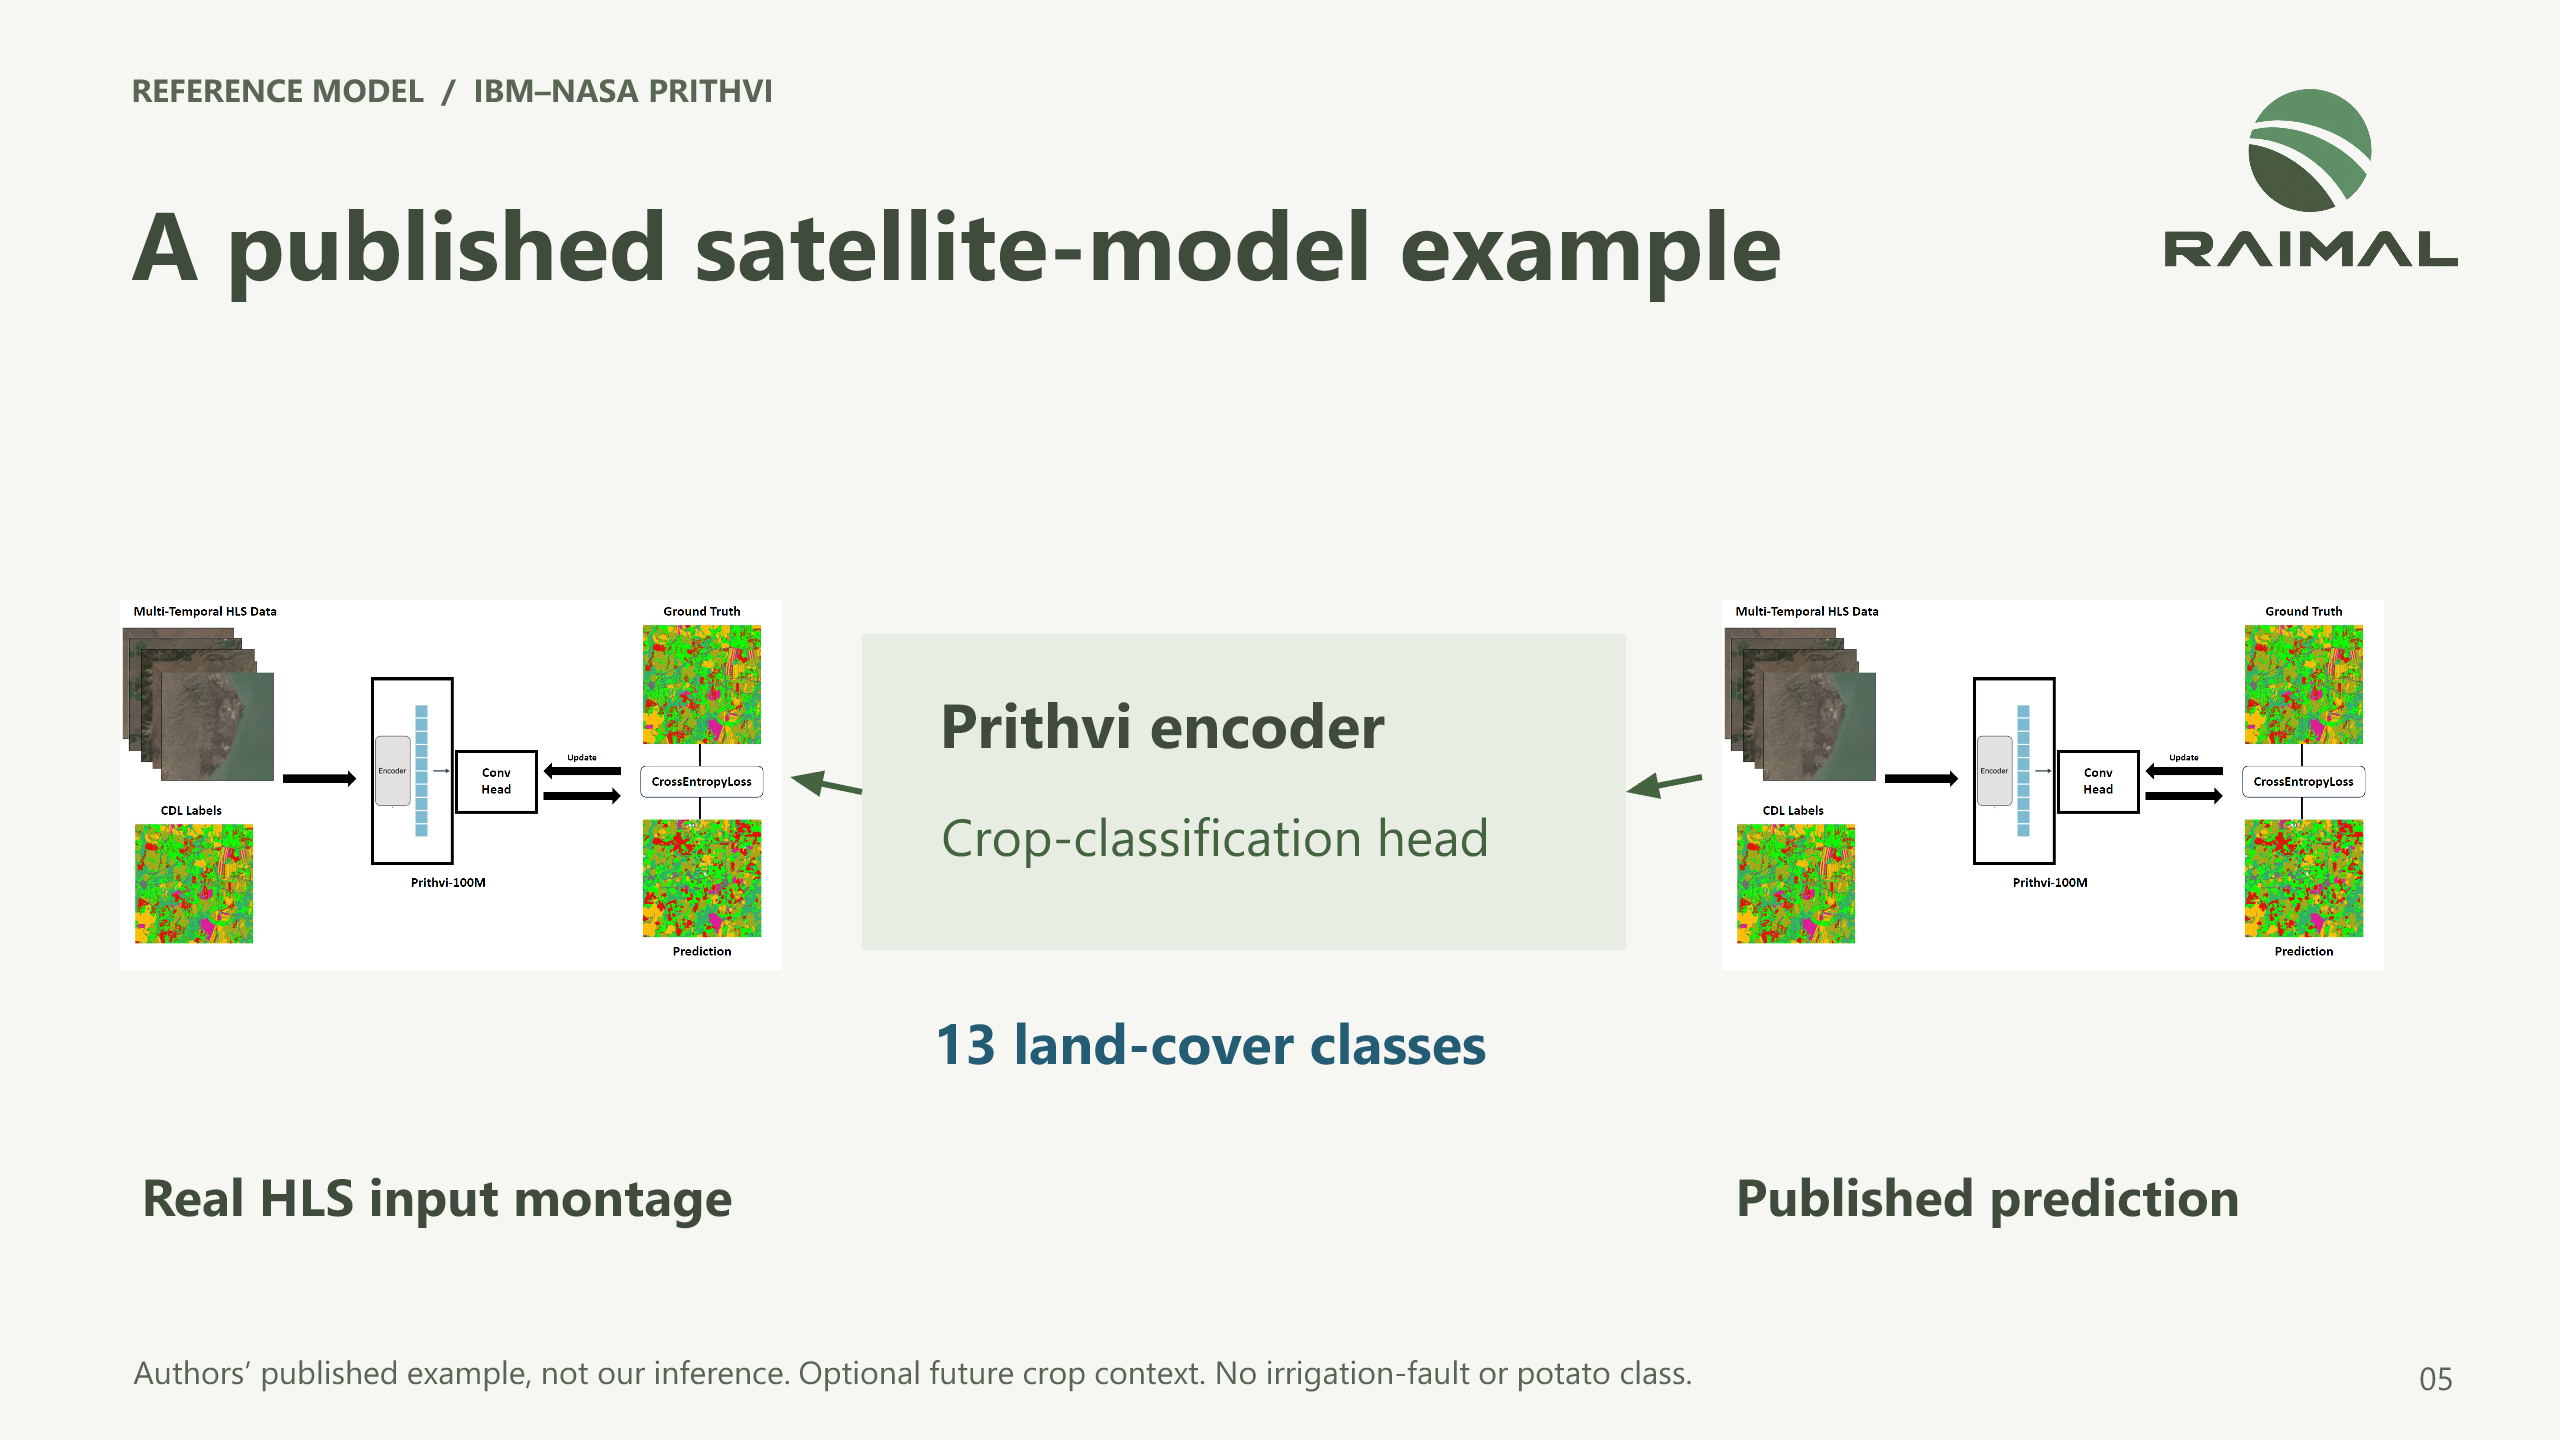 REFERENCE MODEL / IBM–NASA PRITHVI
RAIMAL
A published satellite-model example
Multi-Temporal HLS Data
Ground Truth
Encoder
Conv
Head
Update
CrossEntropyLoss
CDL Labels
Prithvi-100M
Prediction
Prithvi encoder
Crop-classification head
13 land-cover classes
Multi-Temporal HLS Data
Ground Truth
Encoder
Conv
Head
Update
CrossEntropyLoss
CDL Labels
Prithvi-100M
Prediction
Real HLS input montage
Published prediction
Authors’ published example, not our inference. Optional future crop context. No irrigation-fault or potato class.
05